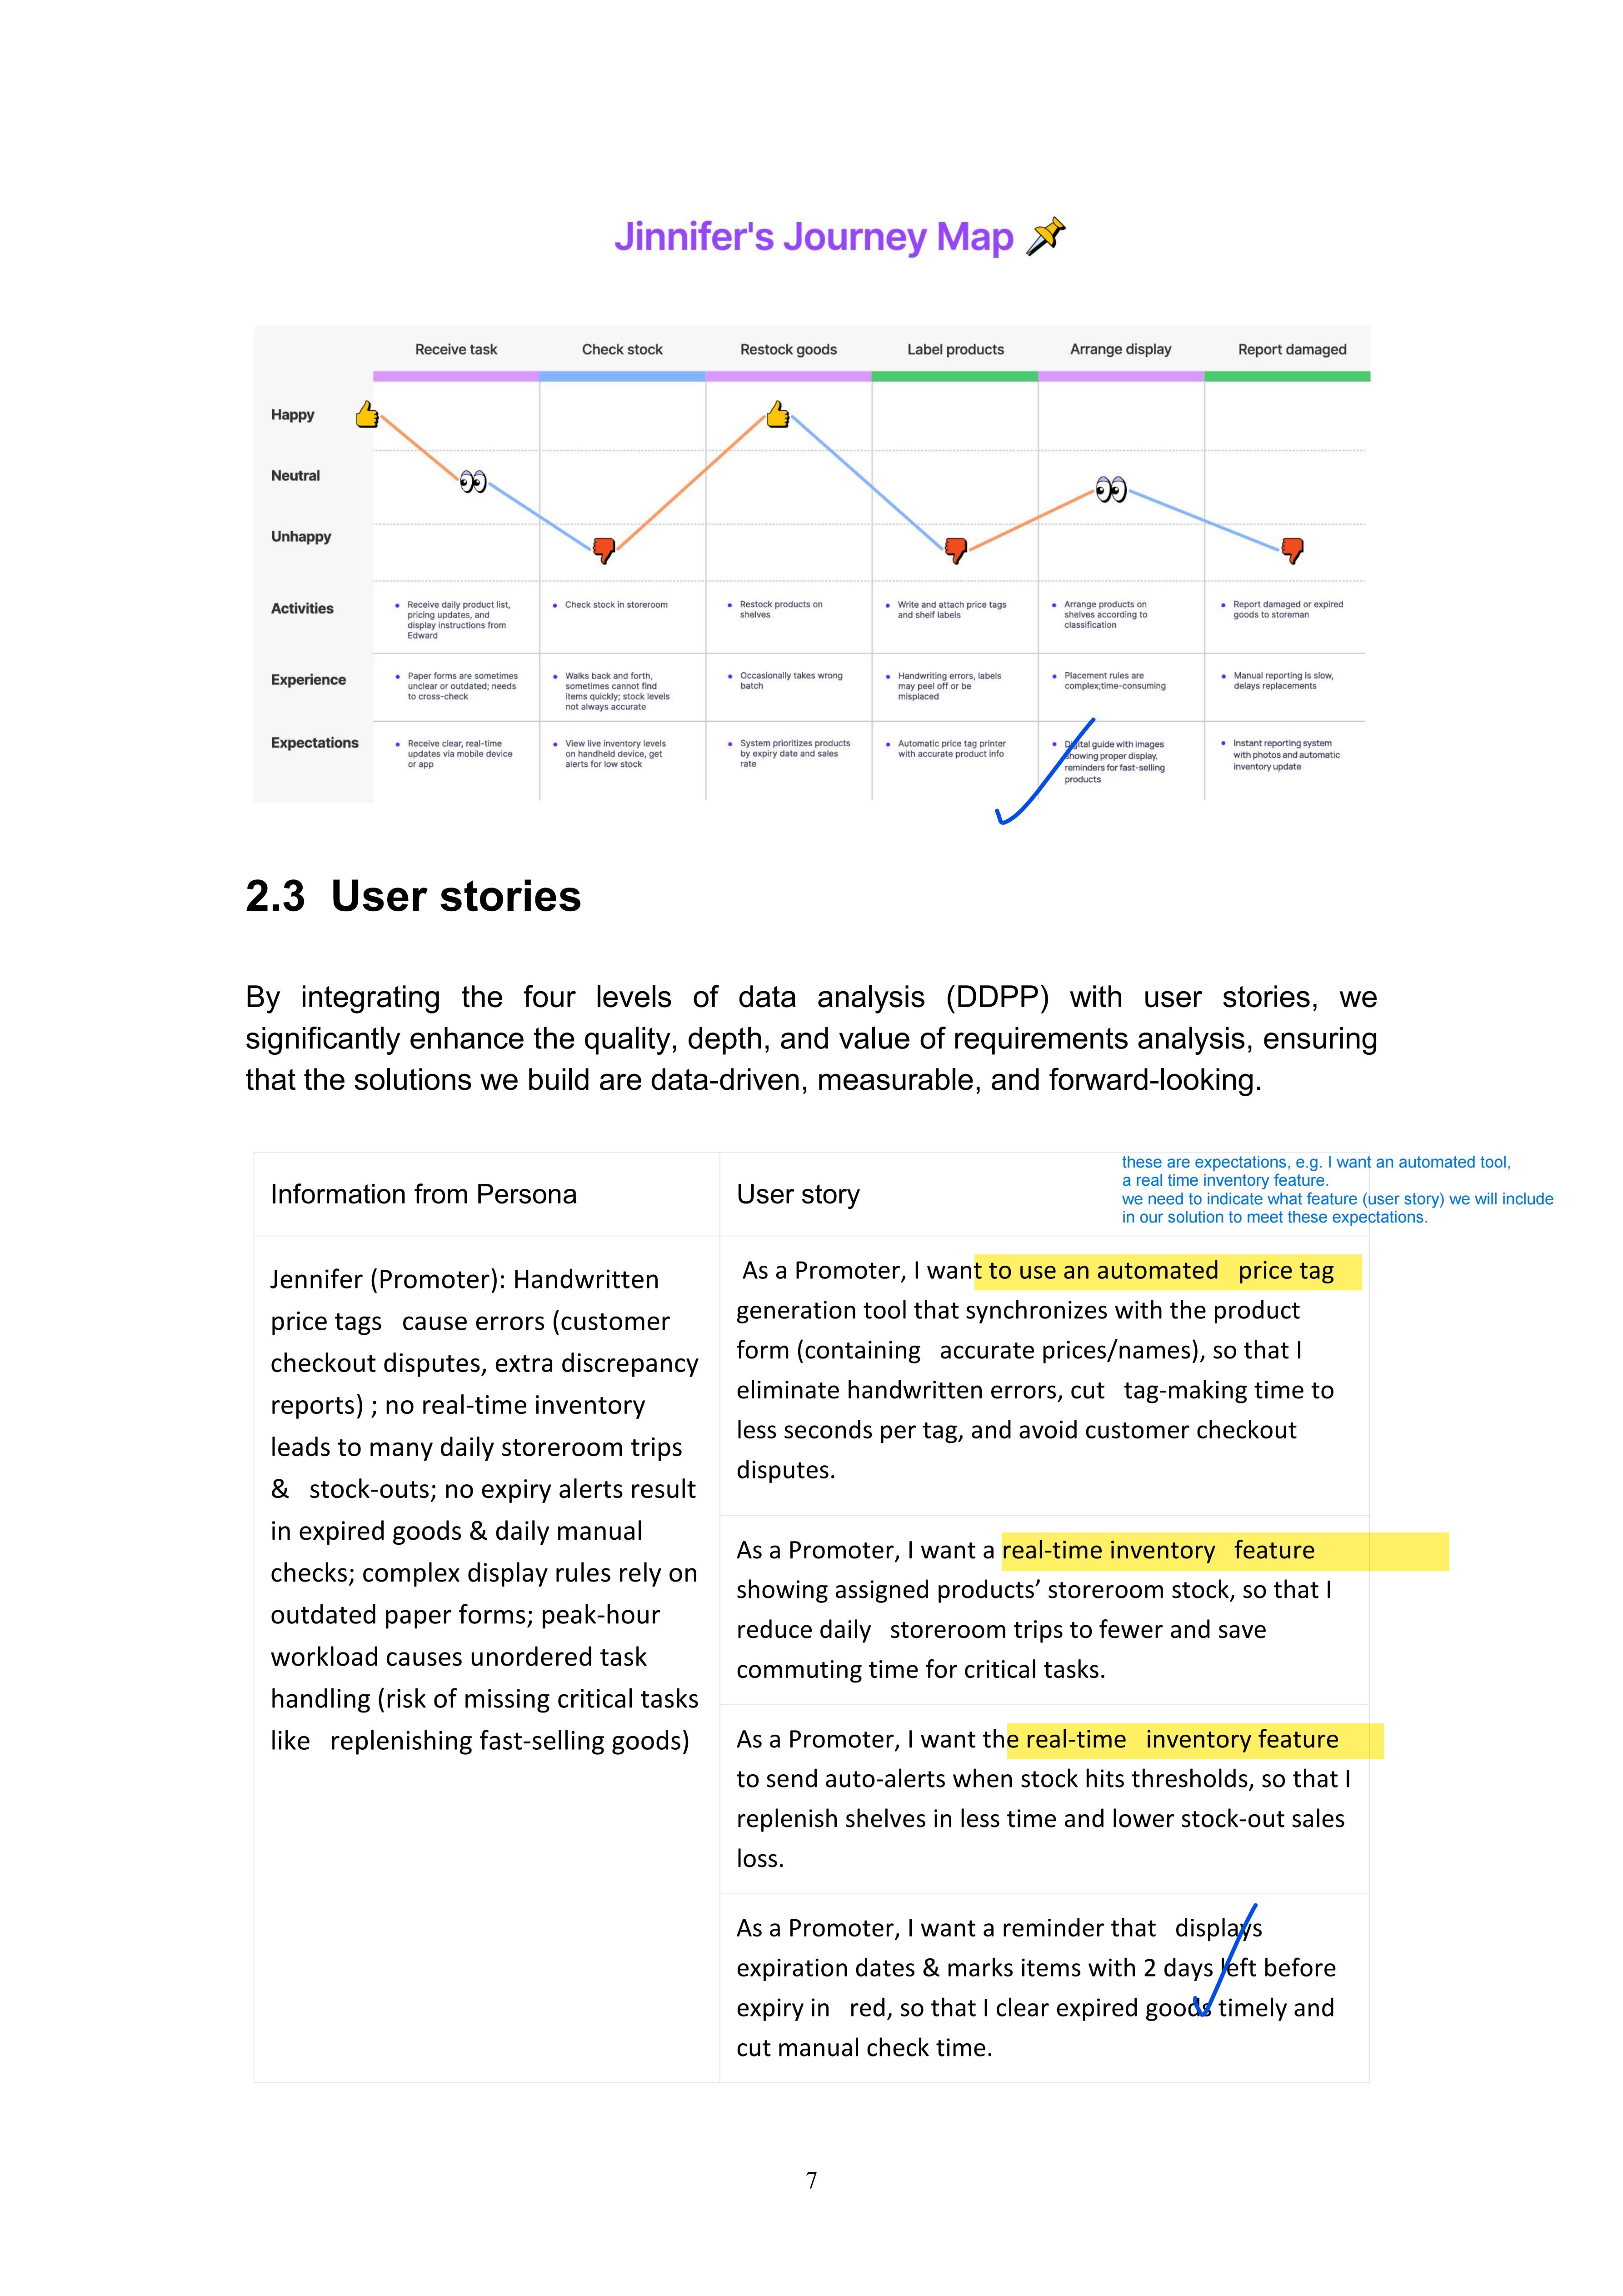 Jinnifer's Journey Map
Receive task
Check stock
Restock goods
Label products
Arrange display
Report damaged
Happy
Neutral
Unhappy
Activities
Receive daily product list,
pricing updates, and
display instructions from
Edward
Check stock in storeroom
Restock products on
shelves
Write and attach price tags
and shelf labels
Arrange products on
shelves according to
classification
Report damaged or expired
goods to storeman
Experience
Paper forms are sometimes
unclear or outdated; needs
to cross-check
Walks back and forth,
sometimes cannot find
items quickly; stock levels
not always accurate
Occasionally takes wrong
batch
Handwriting errors, labels
may peel off or be
misplaced
Placement rules are
complex;time-consuming
Manual reporting is slow,
delays replacements
Expectations
Receive clear, real-time
updates via mobile device
or app
View live inventory levels
on handheld device, get
alerts for low stock
System prioritizes products
by expiry date and sales
rate
Automatic price tag printer
with accurate product info
Digital guide with images
showing proper display,
reminders for fast-selling
products
Instant reporting system
with photos and automatic
inventory update
2.3 User stories
By integrating the four levels of data analysis (DDPP) with user stories, we
significantly enhance the quality, depth, and value of requirements analysis, ensuring
that the solutions we build are data-driven, measurable, and forward-looking.
Information from Persona
User story
these are expectations, e.g. I want an automated tool,
a real time inventory feature.
we need to indicate what feature (user story) we will include
in our solution to meet these expectations.
Jennifer (Promoter): Handwritten
price tags cause errors (customer
checkout disputes, extra discrepancy
reports) ; no real-time inventory
leads to many daily storeroom trips
& stock-outs; no expiry alerts result
in expired goods & daily manual
checks; complex display rules rely on
outdated paper forms; peak-hour
workload causes unordered task
handling (risk of missing critical tasks
like replenishing fast-selling goods)
As a Promoter, I want to use an automated price tag
generation tool that synchronizes with the product
form (containing accurate prices/names), so that I
eliminate handwritten errors, cut tag-making time to
less seconds per tag, and avoid customer checkout
disputes.
As a Promoter, I want a real-time inventory feature
showing assigned products’ storeroom stock, so that I
reduce daily storeroom trips to fewer and save
commuting time for critical tasks.
As a Promoter, I want the real-time inventory feature
to send auto-alerts when stock hits thresholds, so that I
replenish shelves in less time and lower stock-out sales
loss.
As a Promoter, I want a reminder that displays
expiration dates & marks items with 2 days left before
expiry in red, so that I clear expired goods timely and
cut manual check time.
7